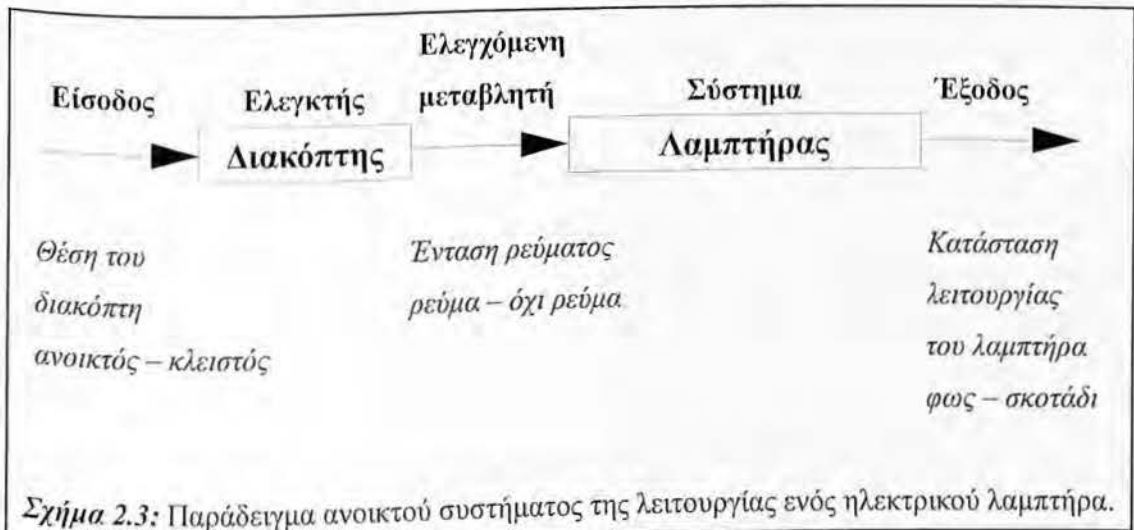 Ελεγχόμενη
Είσοδος Ελεγκτής μεταβλητή Σύστημα Έξοδος
Διακόπτης Λαμπτήρας
Θέση του Ένταση ρεύματος Κατάσταση
διακόπτη ρεύμα – όχι ρεύμα λειτουργίας
ανοικτός – κλειστός του λαμπτήρα
φως – σκοτάδι
Σχήμα 2.3: Παράδειγμα ανοικτού συστήματος της λειτουργίας ενός ηλεκτρικού λαμπτήρα.